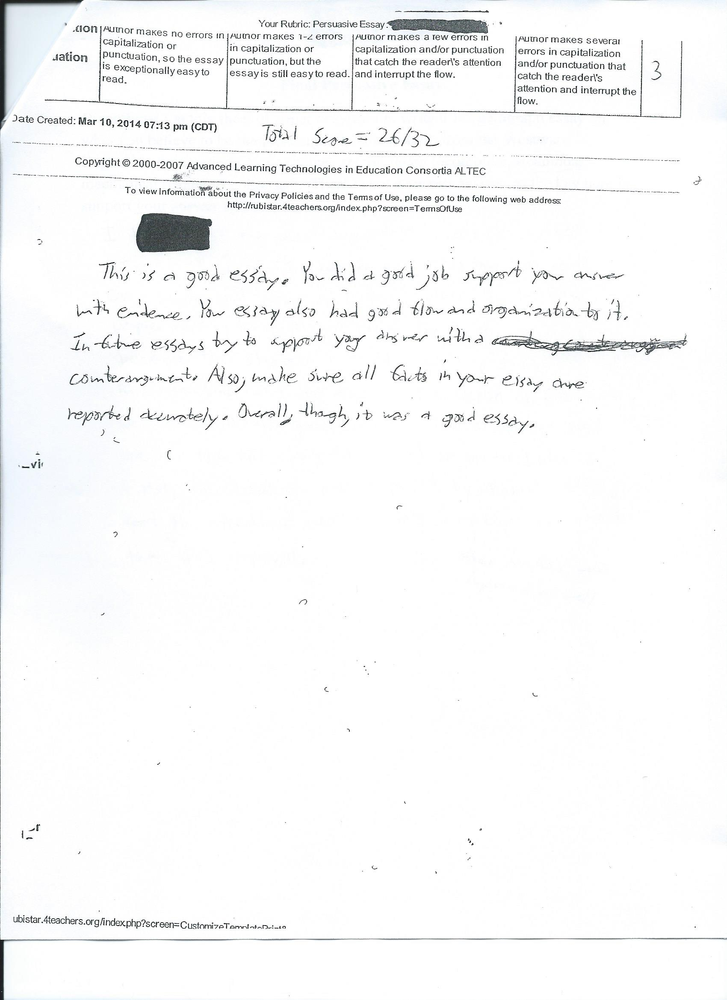 Your Rubric: Persuasive Essay:
Author makes no errors in
capitalization or
punctuation, so the essay
is exceptionally easy to
read.
Author makes 1-2 errors
in capitalization or
punctuation, but the
essay is still easy to read.
Author makes a few errors in
capitalization and/or punctuation
that catch the reader\'s attention
and interrupt the flow.
Author makes several
errors in capitalization
and/or punctuation that
catch the reader\'s
attention and interrupt the
flow.
3
Date Created: Mar 10, 2014 07:13 pm (CDT)
Total Score = 26/32
Copyright © 2000-2007 Advanced Learning Technologies in Education Consortia ALTEC
To view information about the Privacy Policies and the Terms of Use, please go to the following web address:
http://rubistar.4teachers.org/index.php?screen=TermsOfUse
This is a good essay. You did a good job support your answer
with evidence. Your essay also had good flow and organization to it.
In future essays try to support your answer with a
counterargument. Also, make sure all facts in your essay are
reported accurately. Overall, though, it was a good essay.
ubistar.4teachers.org/index.php?screen=CustomizeTemplatePrint&